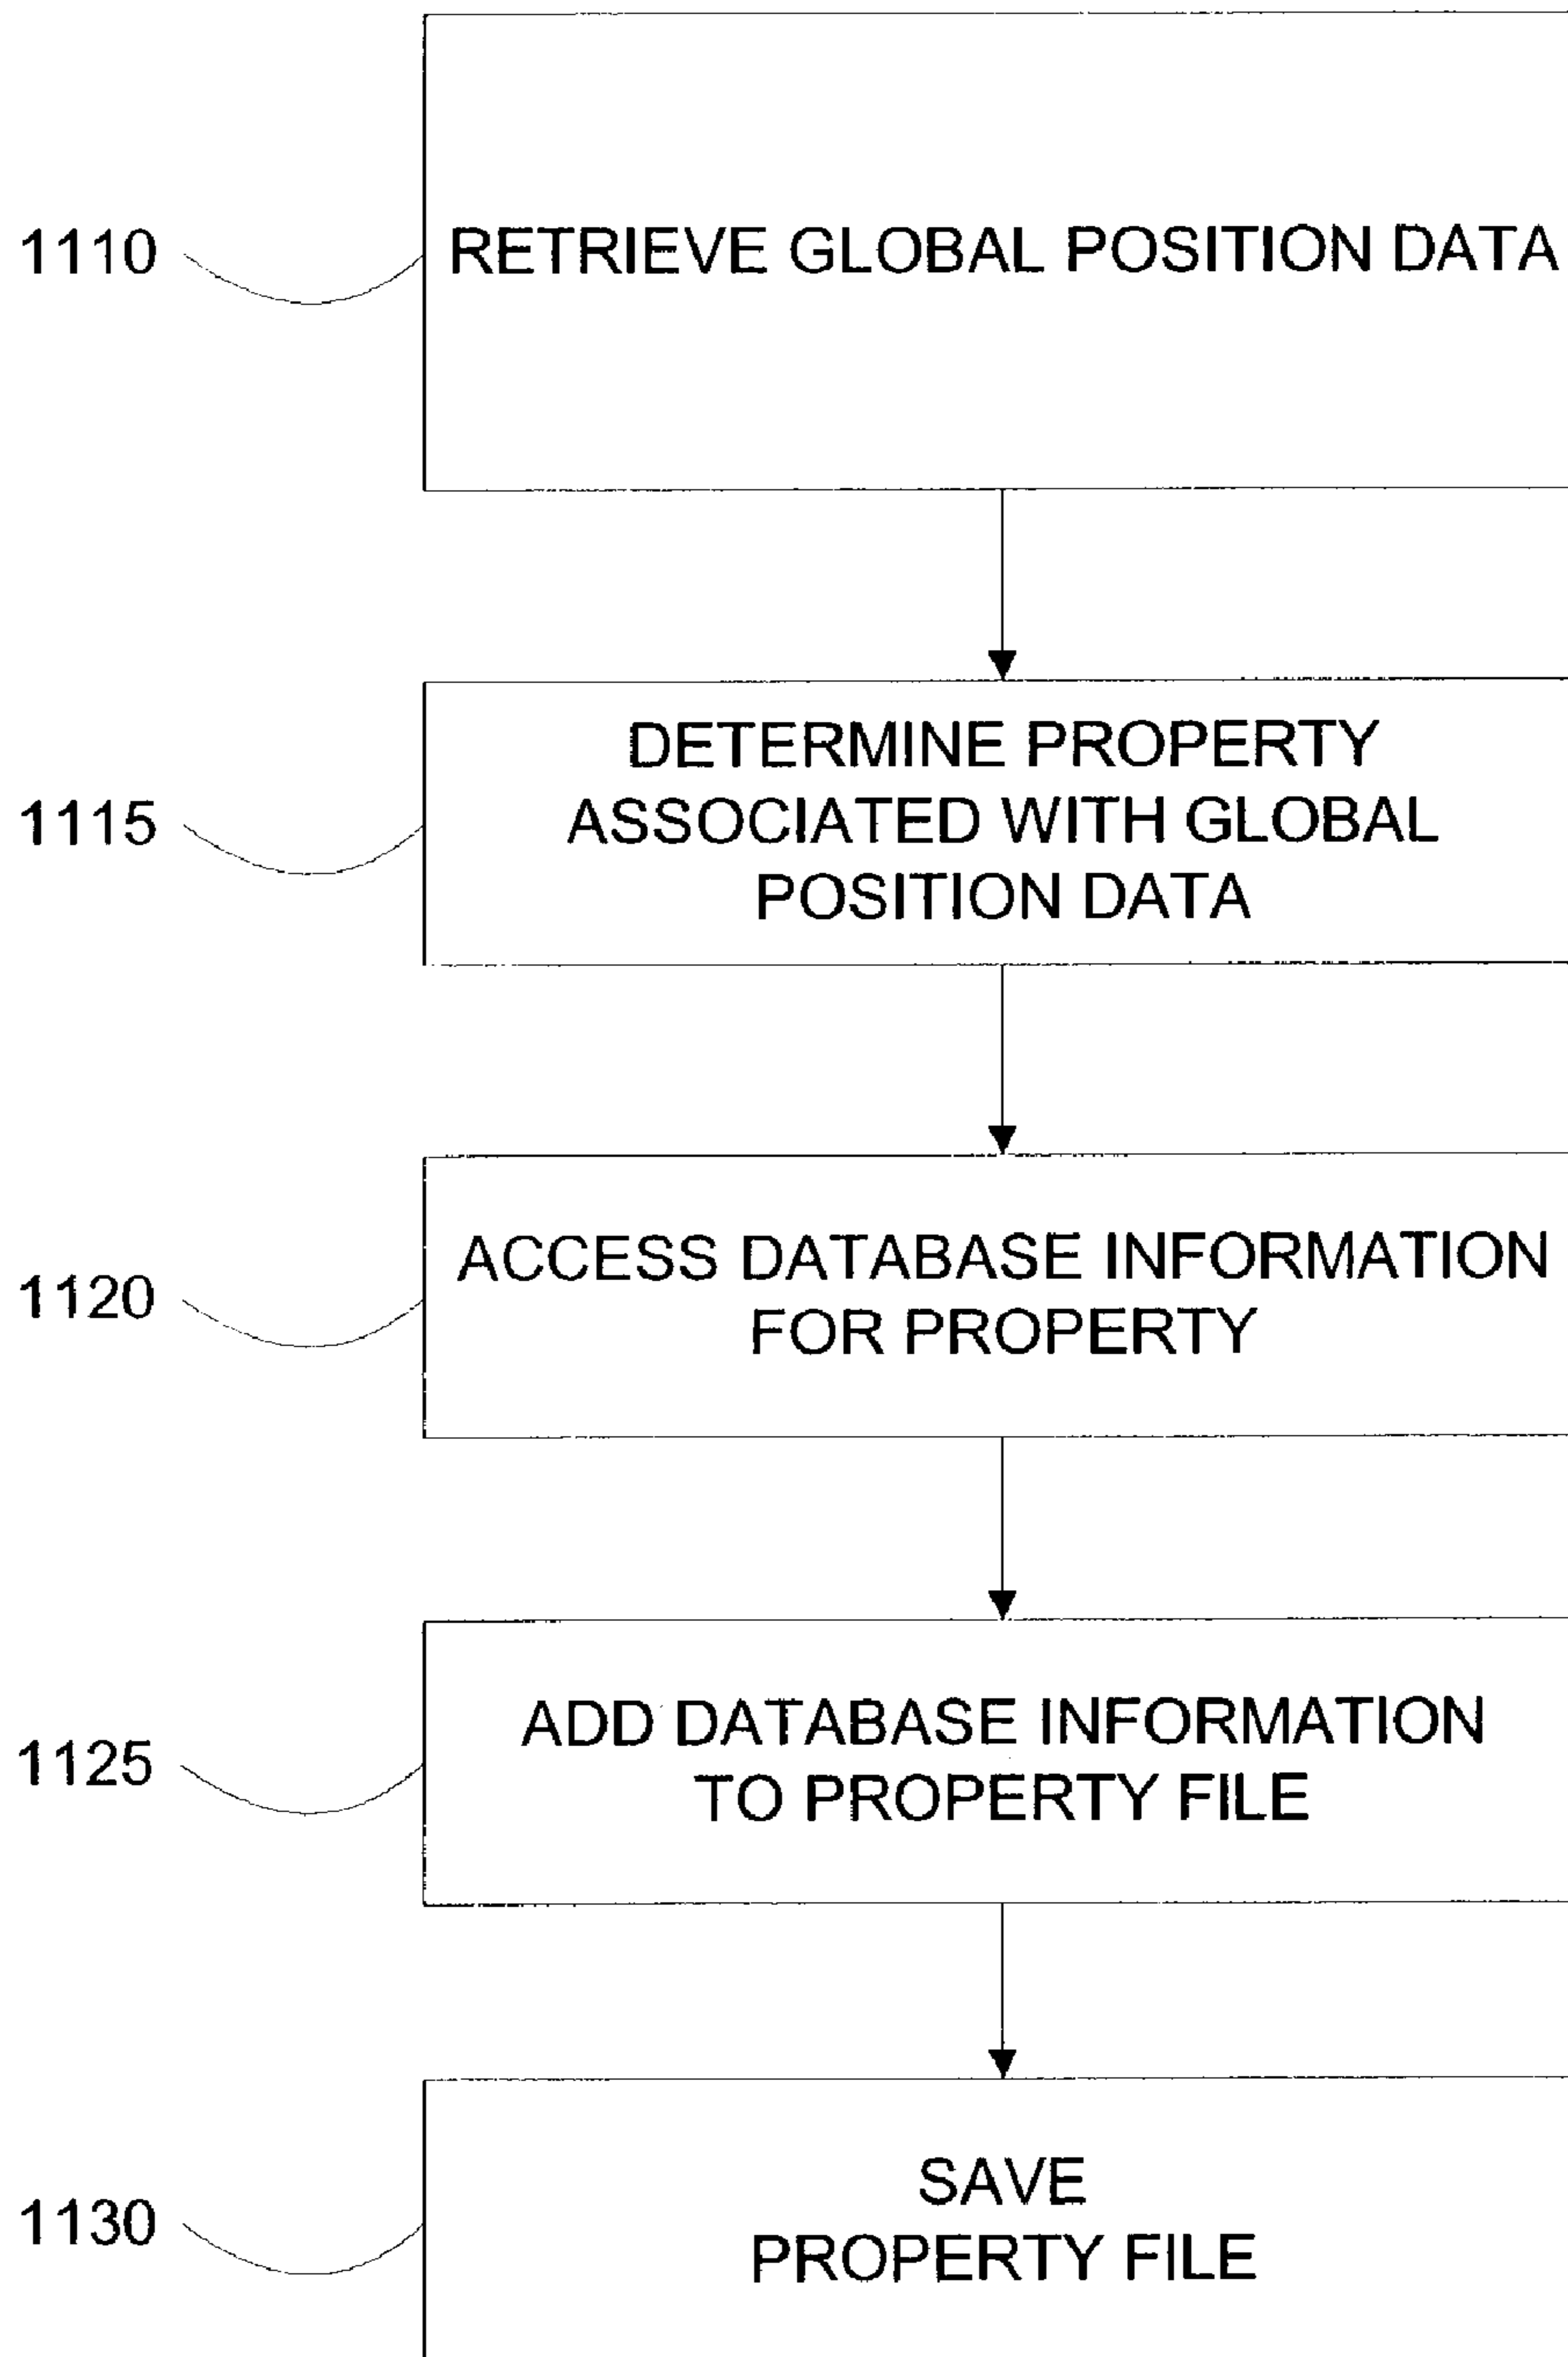 1110
RETRIEVE GLOBAL POSITION DATA
1115
DETERMINE PROPERTY
ASSOCIATED WITH GLOBAL
POSITION DATA
1120
ACCESS DATABASE INFORMATION
FOR PROPERTY
1125
ADD DATABASE INFORMATION
TO PROPERTY FILE
1130
SAVE
PROPERTY FILE